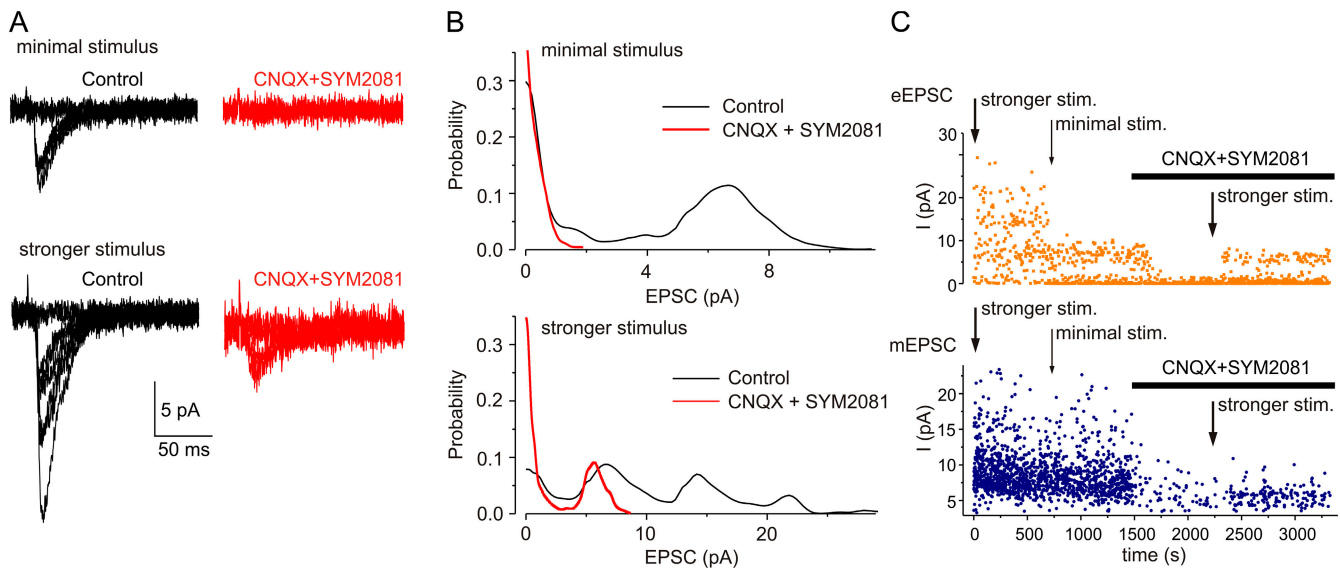 A
minimal stimulus
Control
CNQX+SYM2081
stronger stimulus
Control
CNQX+SYM2081
5 pA
50 ms
B
minimal stimulus
Control
CNQX + SYM2081
Probability
0.3
0.2
0.1
0.0
0
4
8
EPSC (pA)
stronger stimulus
Control
CNQX + SYM2081
Probability
0.3
0.2
0.1
0.0
0
10
20
EPSC (pA)
C
eEPSC
stronger stim.
minimal stim.
CNQX+SYM2081
stronger stim.
I (pA)
30
20
10
0
mEPSC
stronger stim.
minimal stim.
CNQX+SYM2081
stronger stim.
I (pA)
25
20
15
10
5
0
500
1000
1500
2000
2500
3000
time (s)